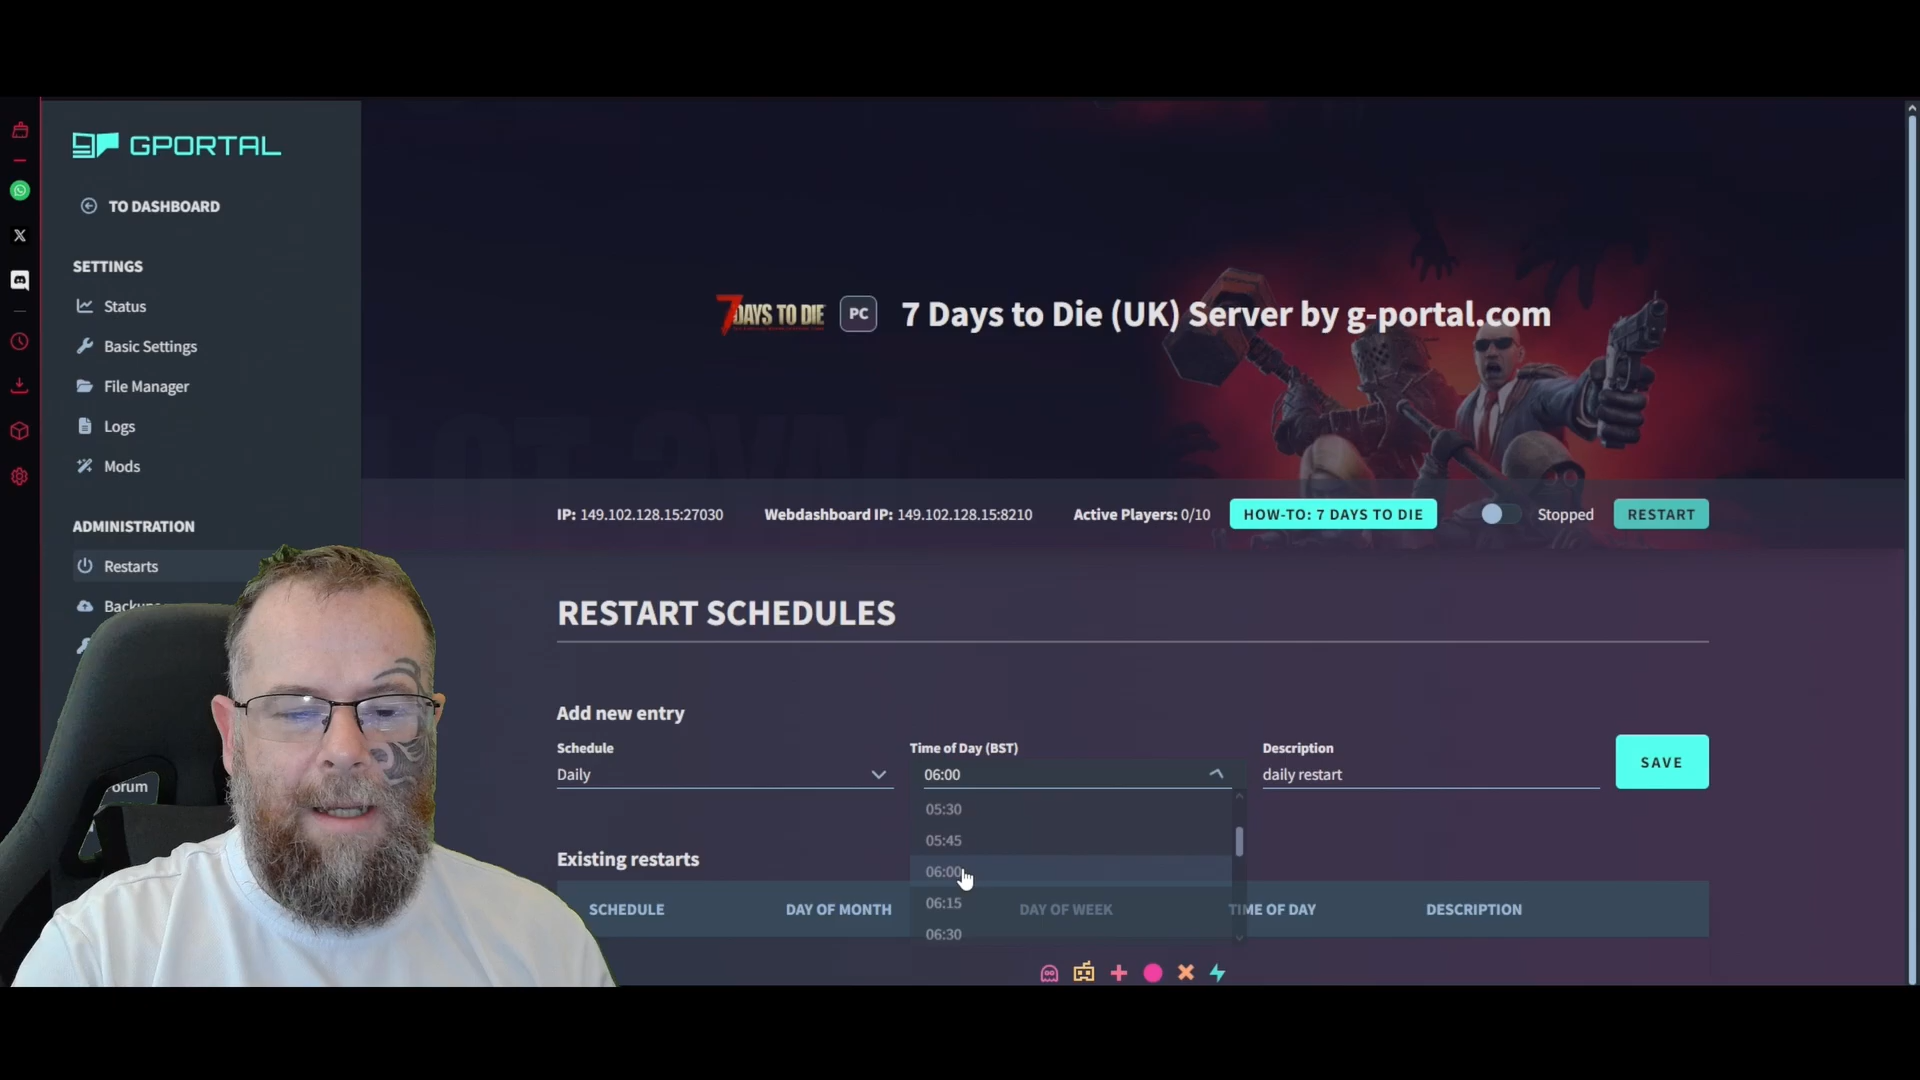 GPORTAL
TO DASHBOARD
SETTINGS
Status
Basic Settings
File Manager
Logs
Mods
ADMINISTRATION
Restarts
7 DAYS TO DIE
PC
7 Days to Die (UK) Server by g-portal.com
IP: 149.102.128.15:27030
Webdashboard IP: 149.102.128.15:8210
Active Players: 0/10
HOW-TO: 7 DAYS TO DIE
Stopped
RESTART
RESTART SCHEDULES
Add new entry
Schedule
Time of Day (BST)
Description
Daily
06:00
daily restart
SAVE
05:30
05:45
06:00
06:15
06:30
Existing restarts
SCHEDULE
DAY OF MONTH
DAY OF WEEK
TIME OF DAY
DESCRIPTION